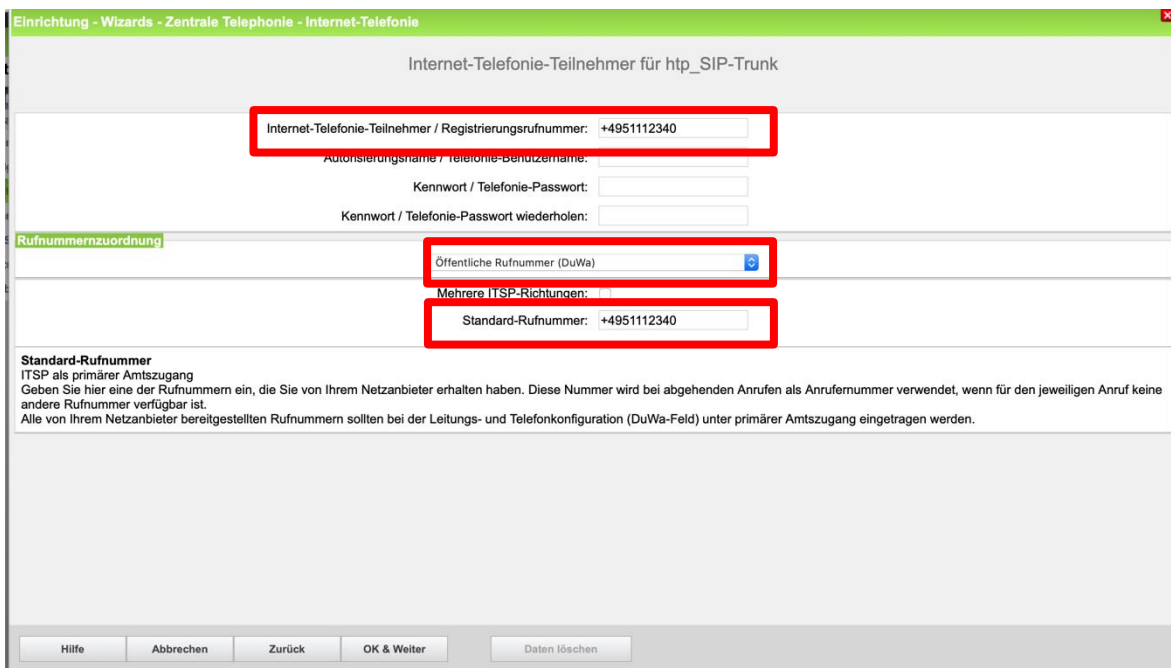 Einrichtung - Wizards - Zentrale Telephonie - Internet-Telefonie
Internet-Telefonie-Teilnehmer für htp_SIP-Trunk
Internet-Telefonie-Teilnehmer / Registrierungsrufnummer: +4951112340
Autorisierungsname / Telefonie-Benutzername:
Kennwort / Telefonie-Passwort:
Kennwort / Telefonie-Passwort wiederholen:
Rufnummernzuordnung
Öffentliche Rufnummer (DuWa)
Mehrere ITSP-Richtungen:
Standard-Rufnummer: +4951112340
Standard-Rufnummer
ITSP als primärer Amtszugang
Geben Sie hier eine der Rufnummern ein, die Sie von Ihrem Netzanbieter erhalten haben. Diese Nummer wird bei abgehenden Anrufen als Anrufernummer verwendet, wenn für den jeweiligen Anruf keine
andere Rufnummer verfügbar ist.
Alle von Ihrem Netzanbieter bereitgestellten Rufnummern sollten bei der Leitungs- und Telefonkonfiguration (DuWa-Feld) unter primärer Amtszugang eingetragen werden.
Hilfe Abbrechen Zurück OK & Weiter Daten löschen